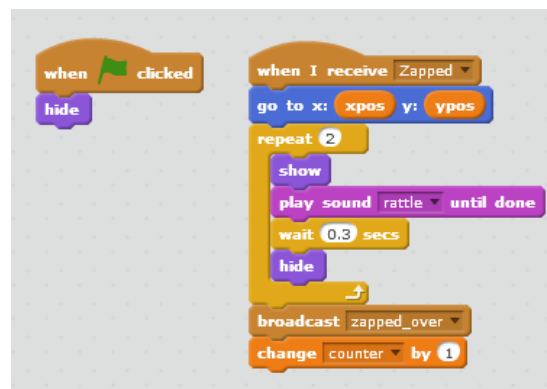 when clicked
hide
when I receive Zapped
go to x: xpos y: ypos
repeat 2
show
play sound rattle until done
wait 0.3 secs
hide
broadcast zapped_over
change counter by 1